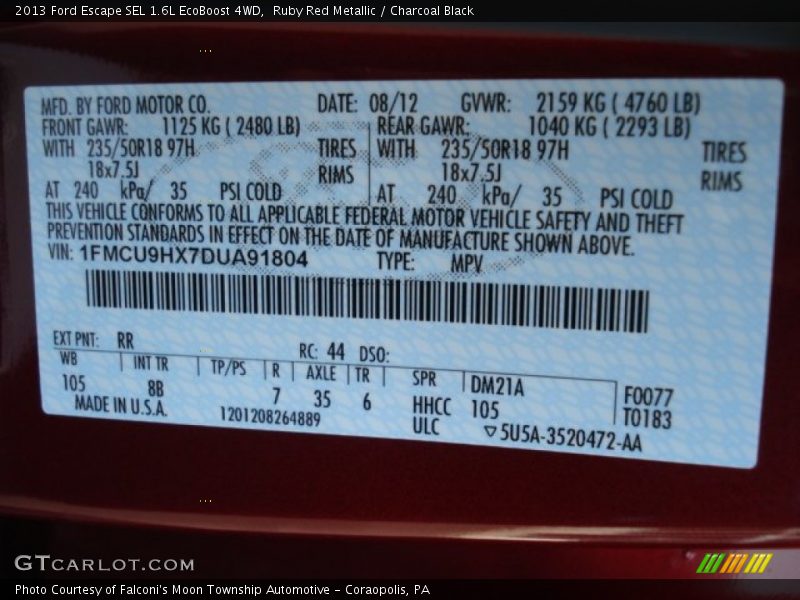 2013 Ford Escape SEL 1.6L EcoBoost 4WD,  Ruby Red Metallic / Charcoal Black
MFD. BY FORD MOTOR CO. DATE: 08/12 GVWR: 2159 KG ( 4760 LB)
FRONT GAWR: 1125 KG ( 2480 LB) REAR GAWR: 1040 KG ( 2293 LB)
WITH 235/50R18 97H TIRES WITH 235/50R18 97H TIRES
18x7.5J RIMS 18x7.5J RIMS
AT 240 kPa/ 35 PSI COLD AT 240 kPa/ 35 PSI COLD
THIS VEHICLE CONFORMS TO ALL APPLICABLE FEDERAL MOTOR VEHICLE SAFETY AND THEFT
PREVENTION STANDARDS IN EFFECT ON THE DATE OF MANUFACTURE SHOWN ABOVE.
VIN: 1FMCU9HX7DUA91804 TYPE: MPV
EXT PNT: RR RC: 44 DSO:
WB INT TR TP/PS R AXLE TR SPR DM21A F0077
105 8B 7 35 6 HHCC 105 T0183
MADE IN U.S.A. 1201208264889 ULC ▽5U5A-3520472-AA
GTCARLOT.COM
Photo Courtesy of Falconi's Moon Township Automotive - Coraopolis, PA